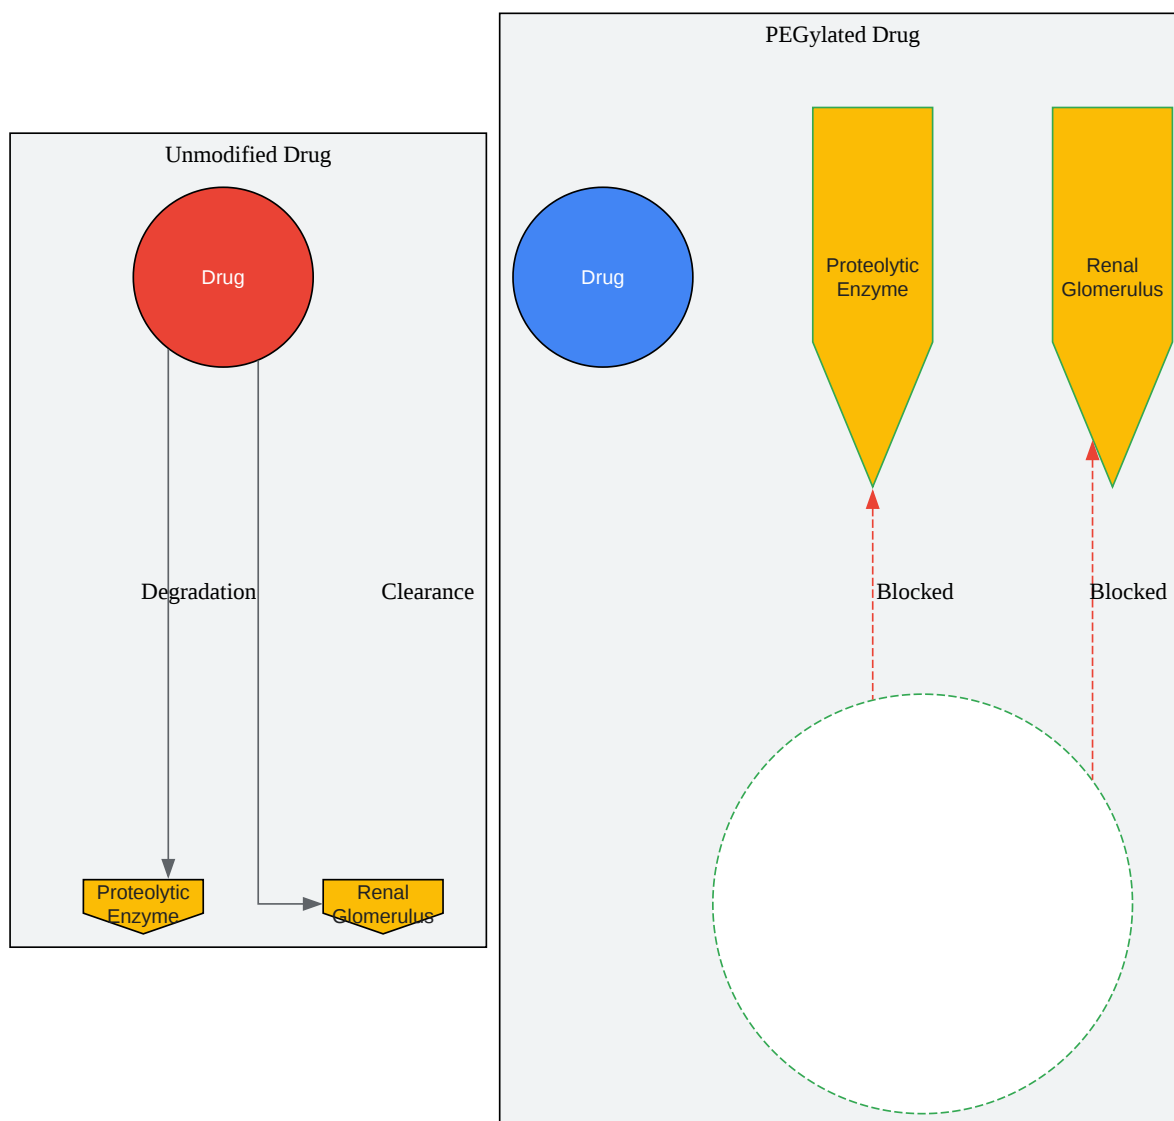 Unmodified Drug
Drug
Degradation
Clearance
Proteolytic
Enzyme
Renal
Glomerulus
PEGylated Drug
Drug
Proteolytic
Enzyme
Renal
Glomerulus
Blocked
Blocked